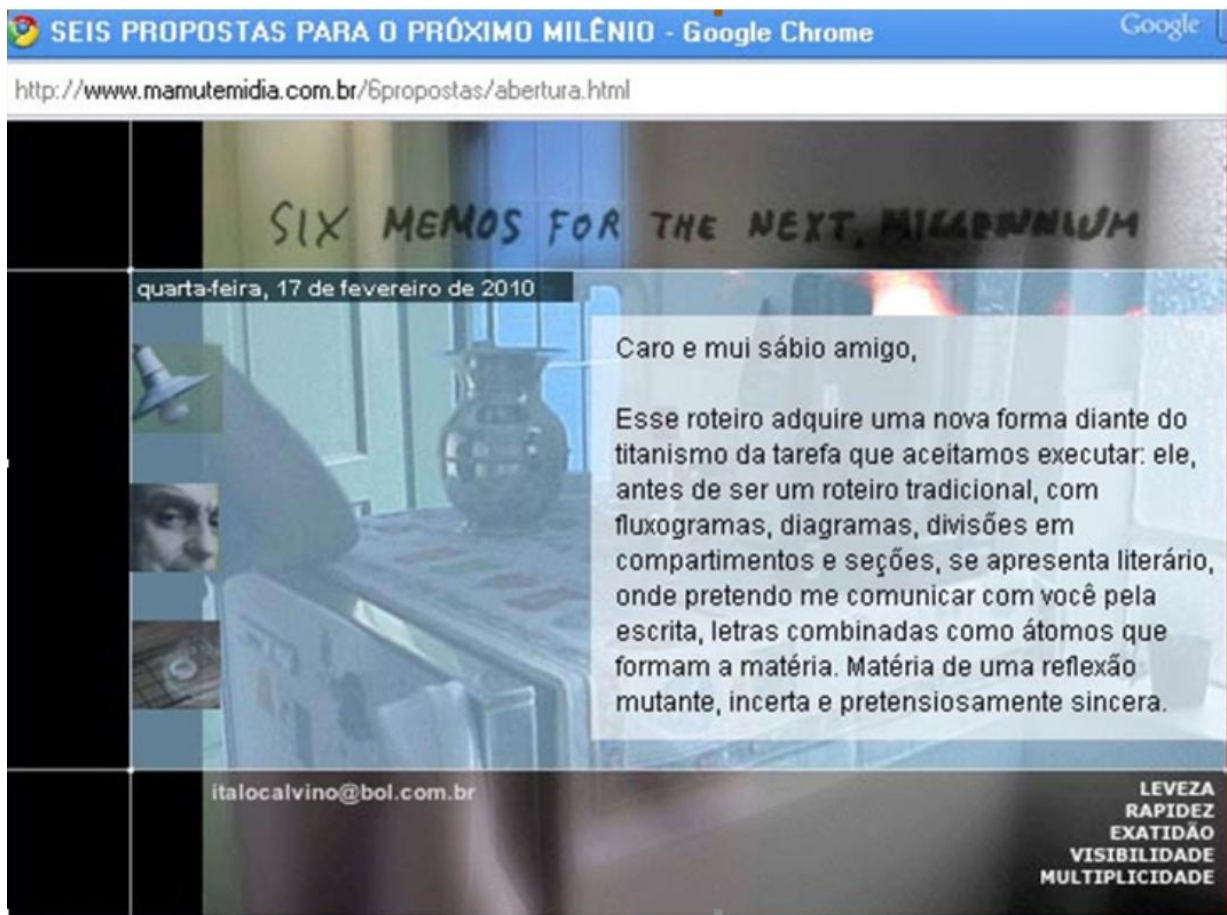 SEIS PROPOSTAS PARA O PRÓXIMO MILÊNIO - Google Chrome
Google
http://www.mamutemidia.com.br/6propostas/abertura.html
SIX MEMOS FOR THE NEXT MILLENNIUM
quarta-feira, 17 de fevereiro de 2010
Caro e mui sábio amigo,
Esse roteiro adquire uma nova forma diante do
titanismo da tarefa que aceitamos executar: ele,
antes de ser um roteiro tradicional, com
fluxogramas, diagramas, divisões em
compartimentos e seções, se apresenta literário,
onde pretendo me comunicar com você pela
escrita, letras combinadas como átomos que
formam a matéria. Matéria de uma reflexão
mutante, incerta e pretensiosamente sincera.
italocalvino@bol.com.br
LEVEZA
RAPIDEZ
EXATIDÃO
VISIBILIDADE
MULTIPLICIDADE